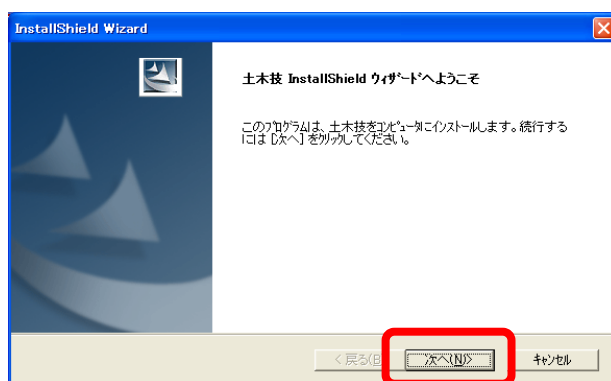 InstallShield Wizard
土木技 InstallShield ウィザードへようこそ
このプログラムは、土木技をコンピュータにインストールします。続行する
には [次へ] をクリックしてください。
< 戻る(B 次へ(N)> キャンセル